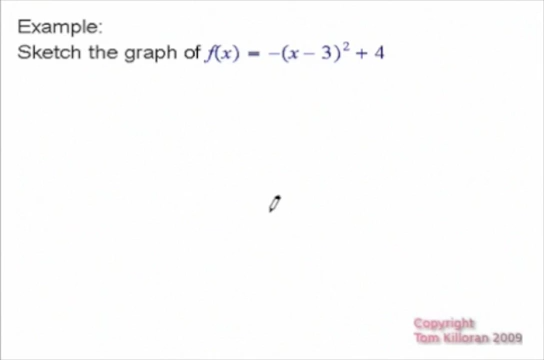 Example:
Sketch the graph of f(x) = −(x − 3)² + 4
Copyright
Tom Killoran 2009